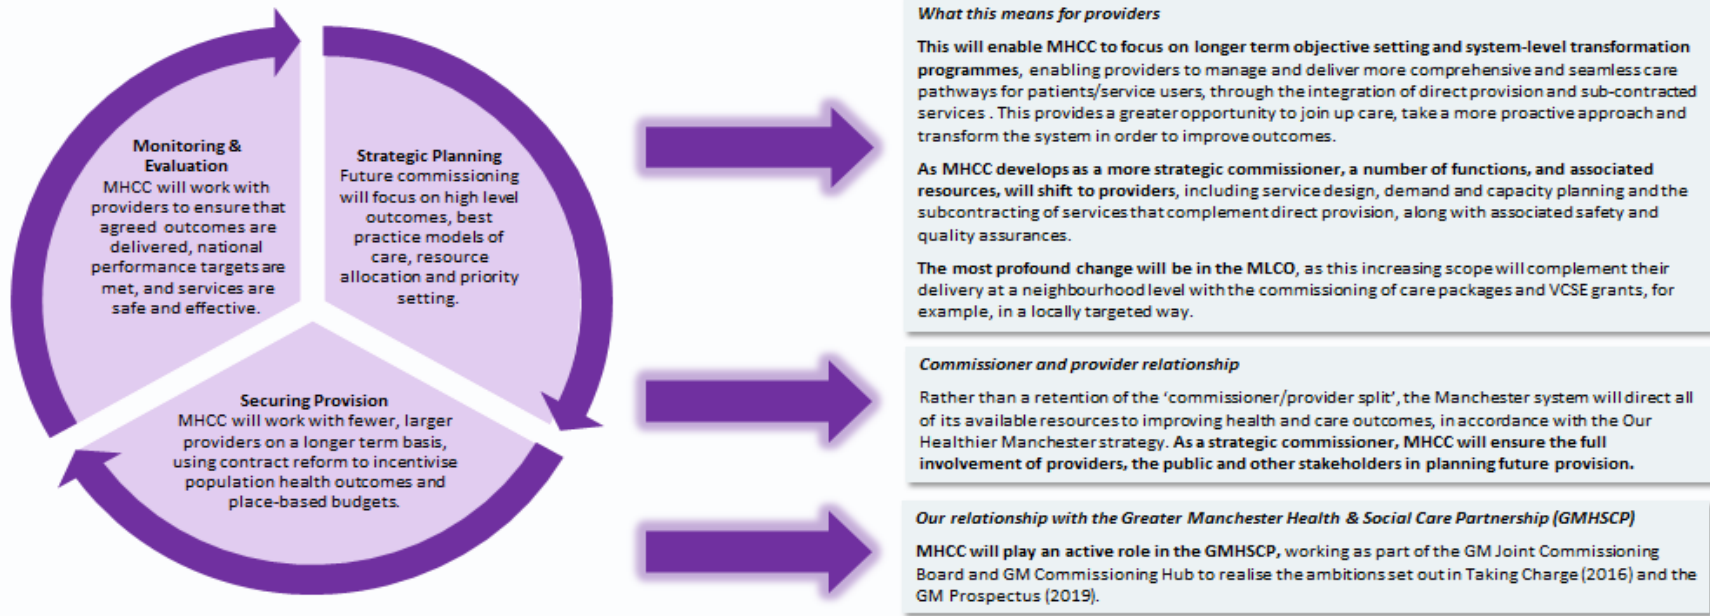 Monitoring &
Evaluation
MHCC will work with
providers to ensure that
agreed outcomes are
delivered, national
performance targets are
met, and services are
safe and effective.
Strategic Planning
Future commissioning
will focus on high level
outcomes, best
practice models of
care, resource
allocation and priority
setting.
Securing Provision
MHCC will work with fewer, larger
providers on a longer term basis,
using contract reform to incentivise
population health outcomes and
place-based budgets.
What this means for providers
This will enable MHCC to focus on longer term objective setting and system-level transformation
programmes, enabling providers to manage and deliver more comprehensive and seamless care
pathways for patients/service users, through the integration of direct provision and sub-contracted
services . This provides a greater opportunity to join up care, take a more proactive approach and
transform the system in order to improve outcomes.
As MHCC develops as a more strategic commissioner, a number of functions, and associated
resources, will shift to providers, including service design, demand and capacity planning and the
subcontracting of services that complement direct provision, along with associated safety and
quality assurances.
The most profound change will be in the MLCO, as this increasing scope will complement their
delivery at a neighbourhood level with the commissioning of care packages and VCSE grants, for
example, in a locally targeted way.
Commissioner and provider relationship
Rather than a retention of the ‘commissioner/provider split’, the Manchester system will direct all
of its available resources to improving health and care outcomes, in accordance with the Our
Healthier Manchester strategy. As a strategic commissioner, MHCC will ensure the full
involvement of providers, the public and other stakeholders in planning future provision.
Our relationship with the Greater Manchester Health & Social Care Partnership (GMHSCP)
MHCC will play an active role in the GMHSCP, working as part of the GM Joint Commissioning
Board and GM Commissioning Hub to realise the ambitions set out in Taking Charge (2016) and the
GM Prospectus (2019).